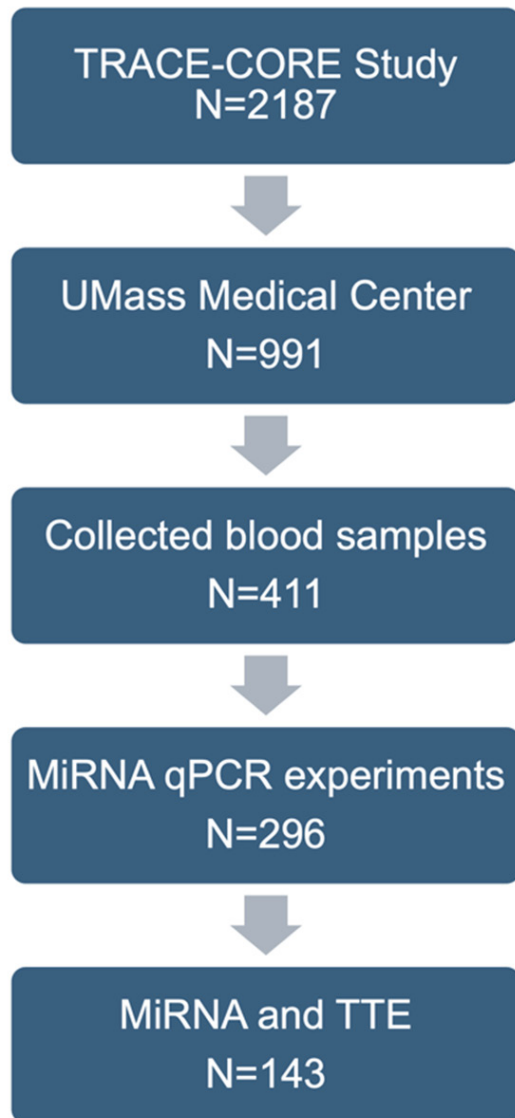 TRACE-CORE Study
N=2187
UMass Medical Center
N=991
Collected blood samples
N=411
MiRNA qPCR experiments
N=296
MiRNA and TTE
N=143